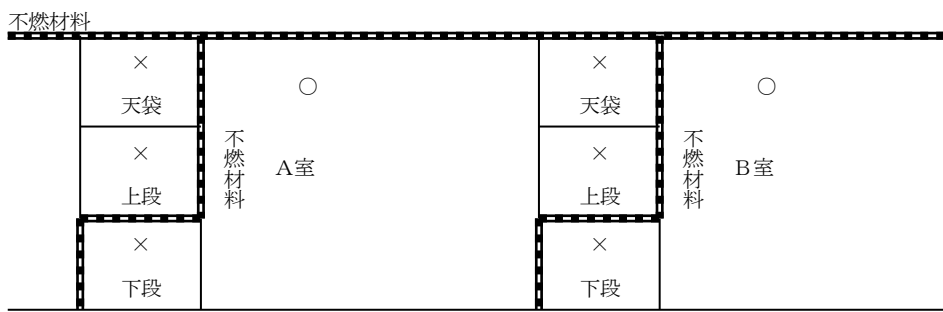 不燃材料
×
天袋
×
上段
×
下段
不燃材料
○
A室
×
天袋
×
上段
×
下段
不燃材料
○
B室